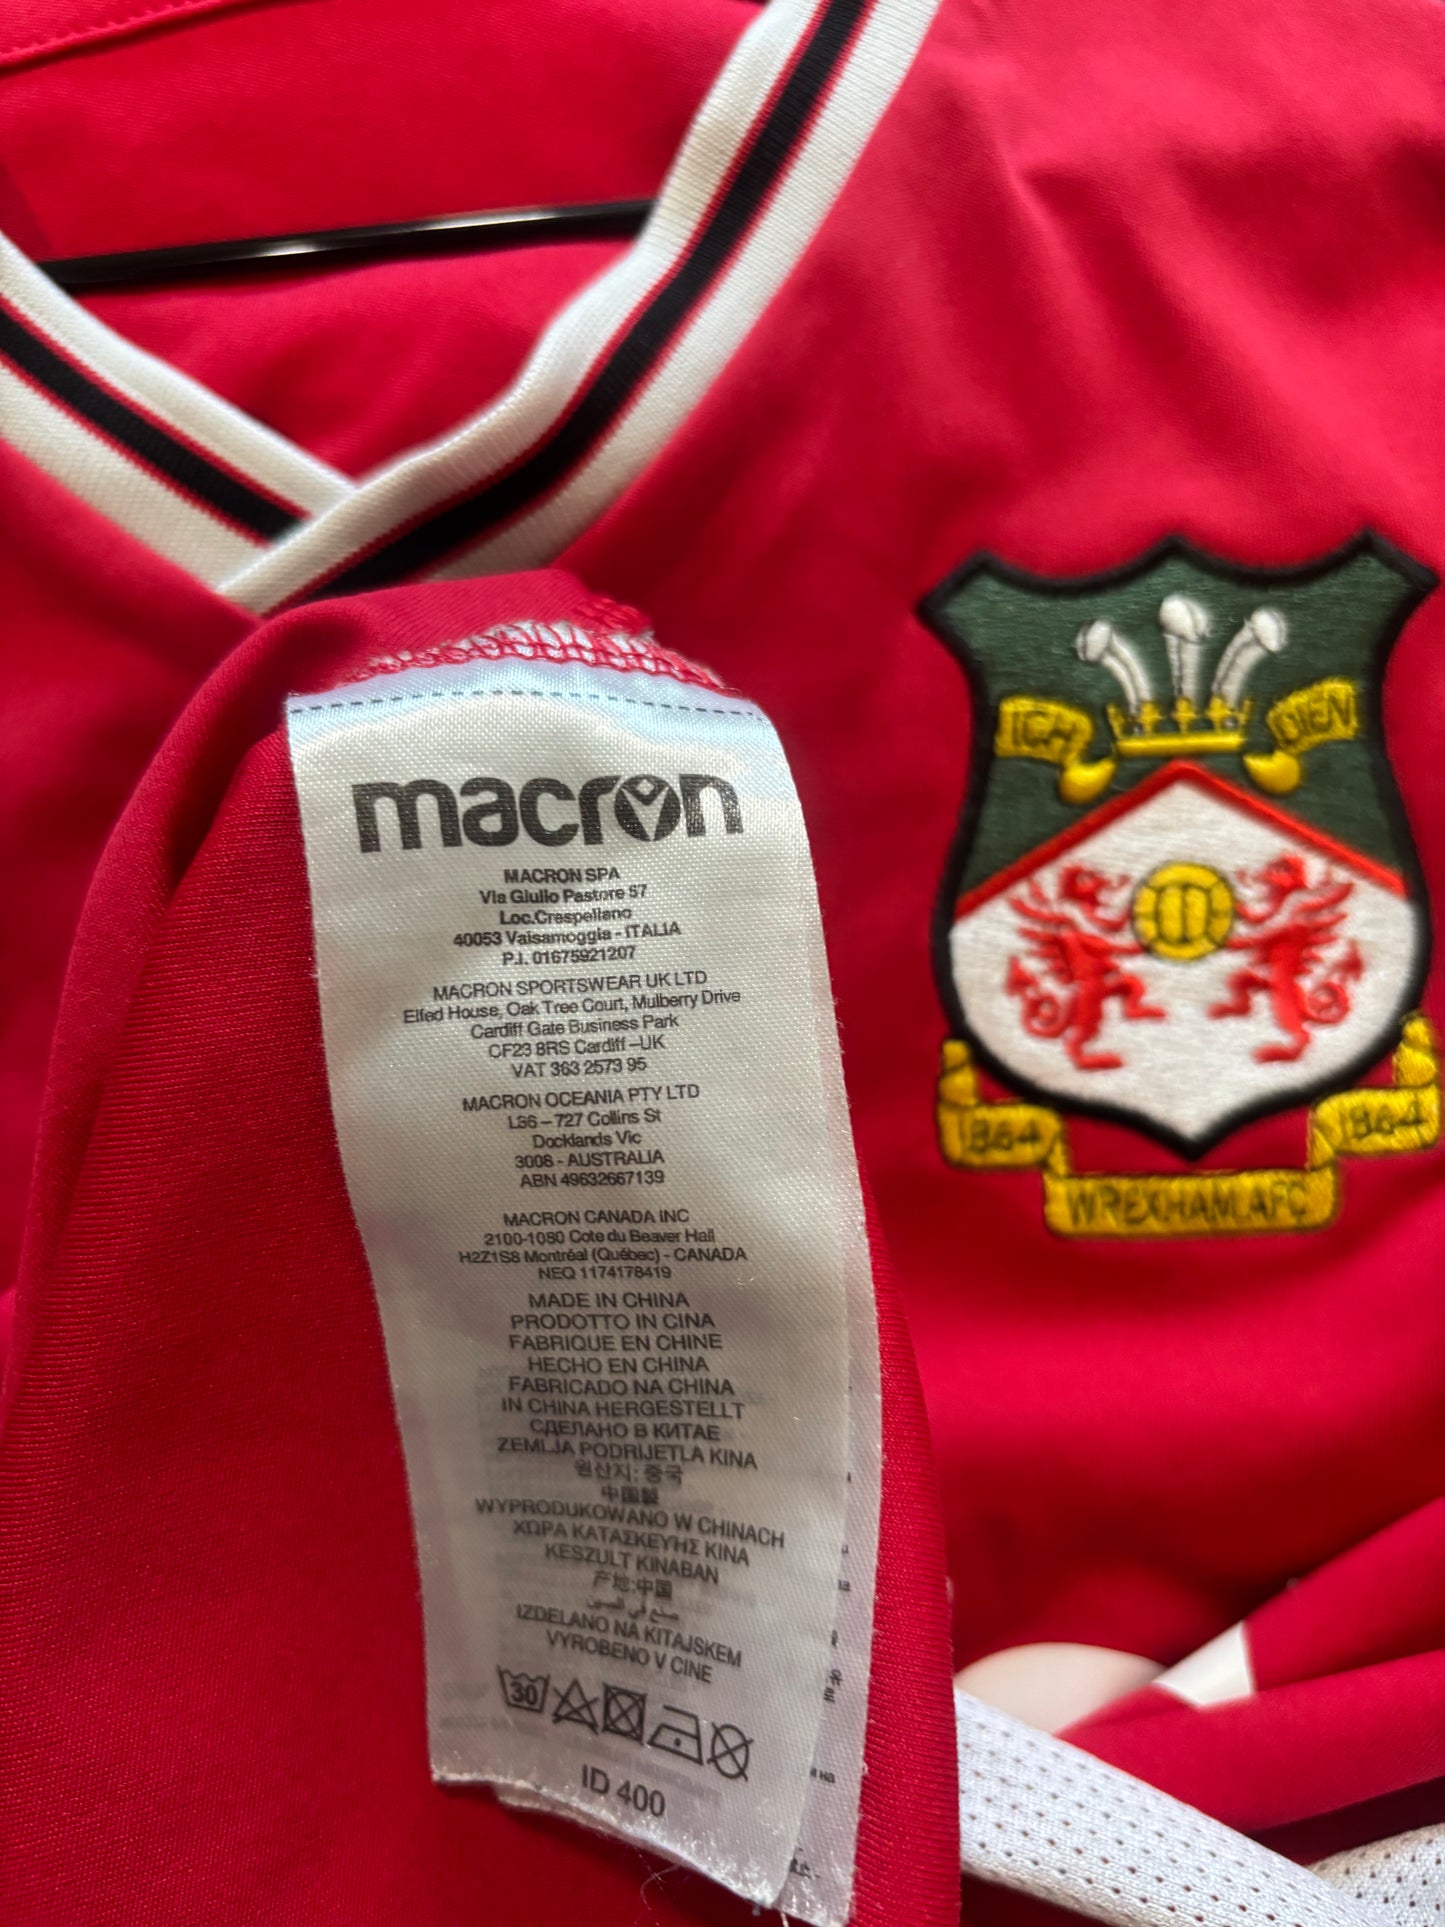 macron
MACRON SPA
Via Giulio Pastore 57
Loc.Crespellano
40053 Valsamoggia - ITALIA
P.I. 01675921207
MACRON SPORTSWEAR UK LTD
Elfed House, Oak Tree Court, Mulberry Drive
Cardiff Gate Business Park
CF23 8RS Cardiff –UK
VAT 363 2573 95
MACRON OCEANIA PTY LTD
L36 – 727 Collins St
Docklands Vic
3008 - AUSTRALIA
ABN 49632667139
MACRON CANADA INC
2100-1080 Cote du Beaver Hall
H2Z1S8 Montréal (Québec) - CANADA
NEQ 1174178419
MADE IN CHINA
PRODOTTO IN CINA
FABRIQUE EN CHINE
HECHO EN CHINA
FABRICADO NA CHINA
IN CHINA HERGESTELLT
СДЕЛАНО В КИТАЕ
ZEMLJA PODRIJETLA KINA
원산지: 중국
中国製
WYPRODUKOWANO W CHINACH
ΧΩΡΑ ΚΑΤΑΣΚΕΥΗΣ ΚΙΝΑ
KESZULT KINABAN
产地:中国
صنع في الصين
IZDELANO NA KITAJSKEM
VYROBENO V CINE
30
ID 400
ICH DIEN
1864 1864
WREXHAM AFC